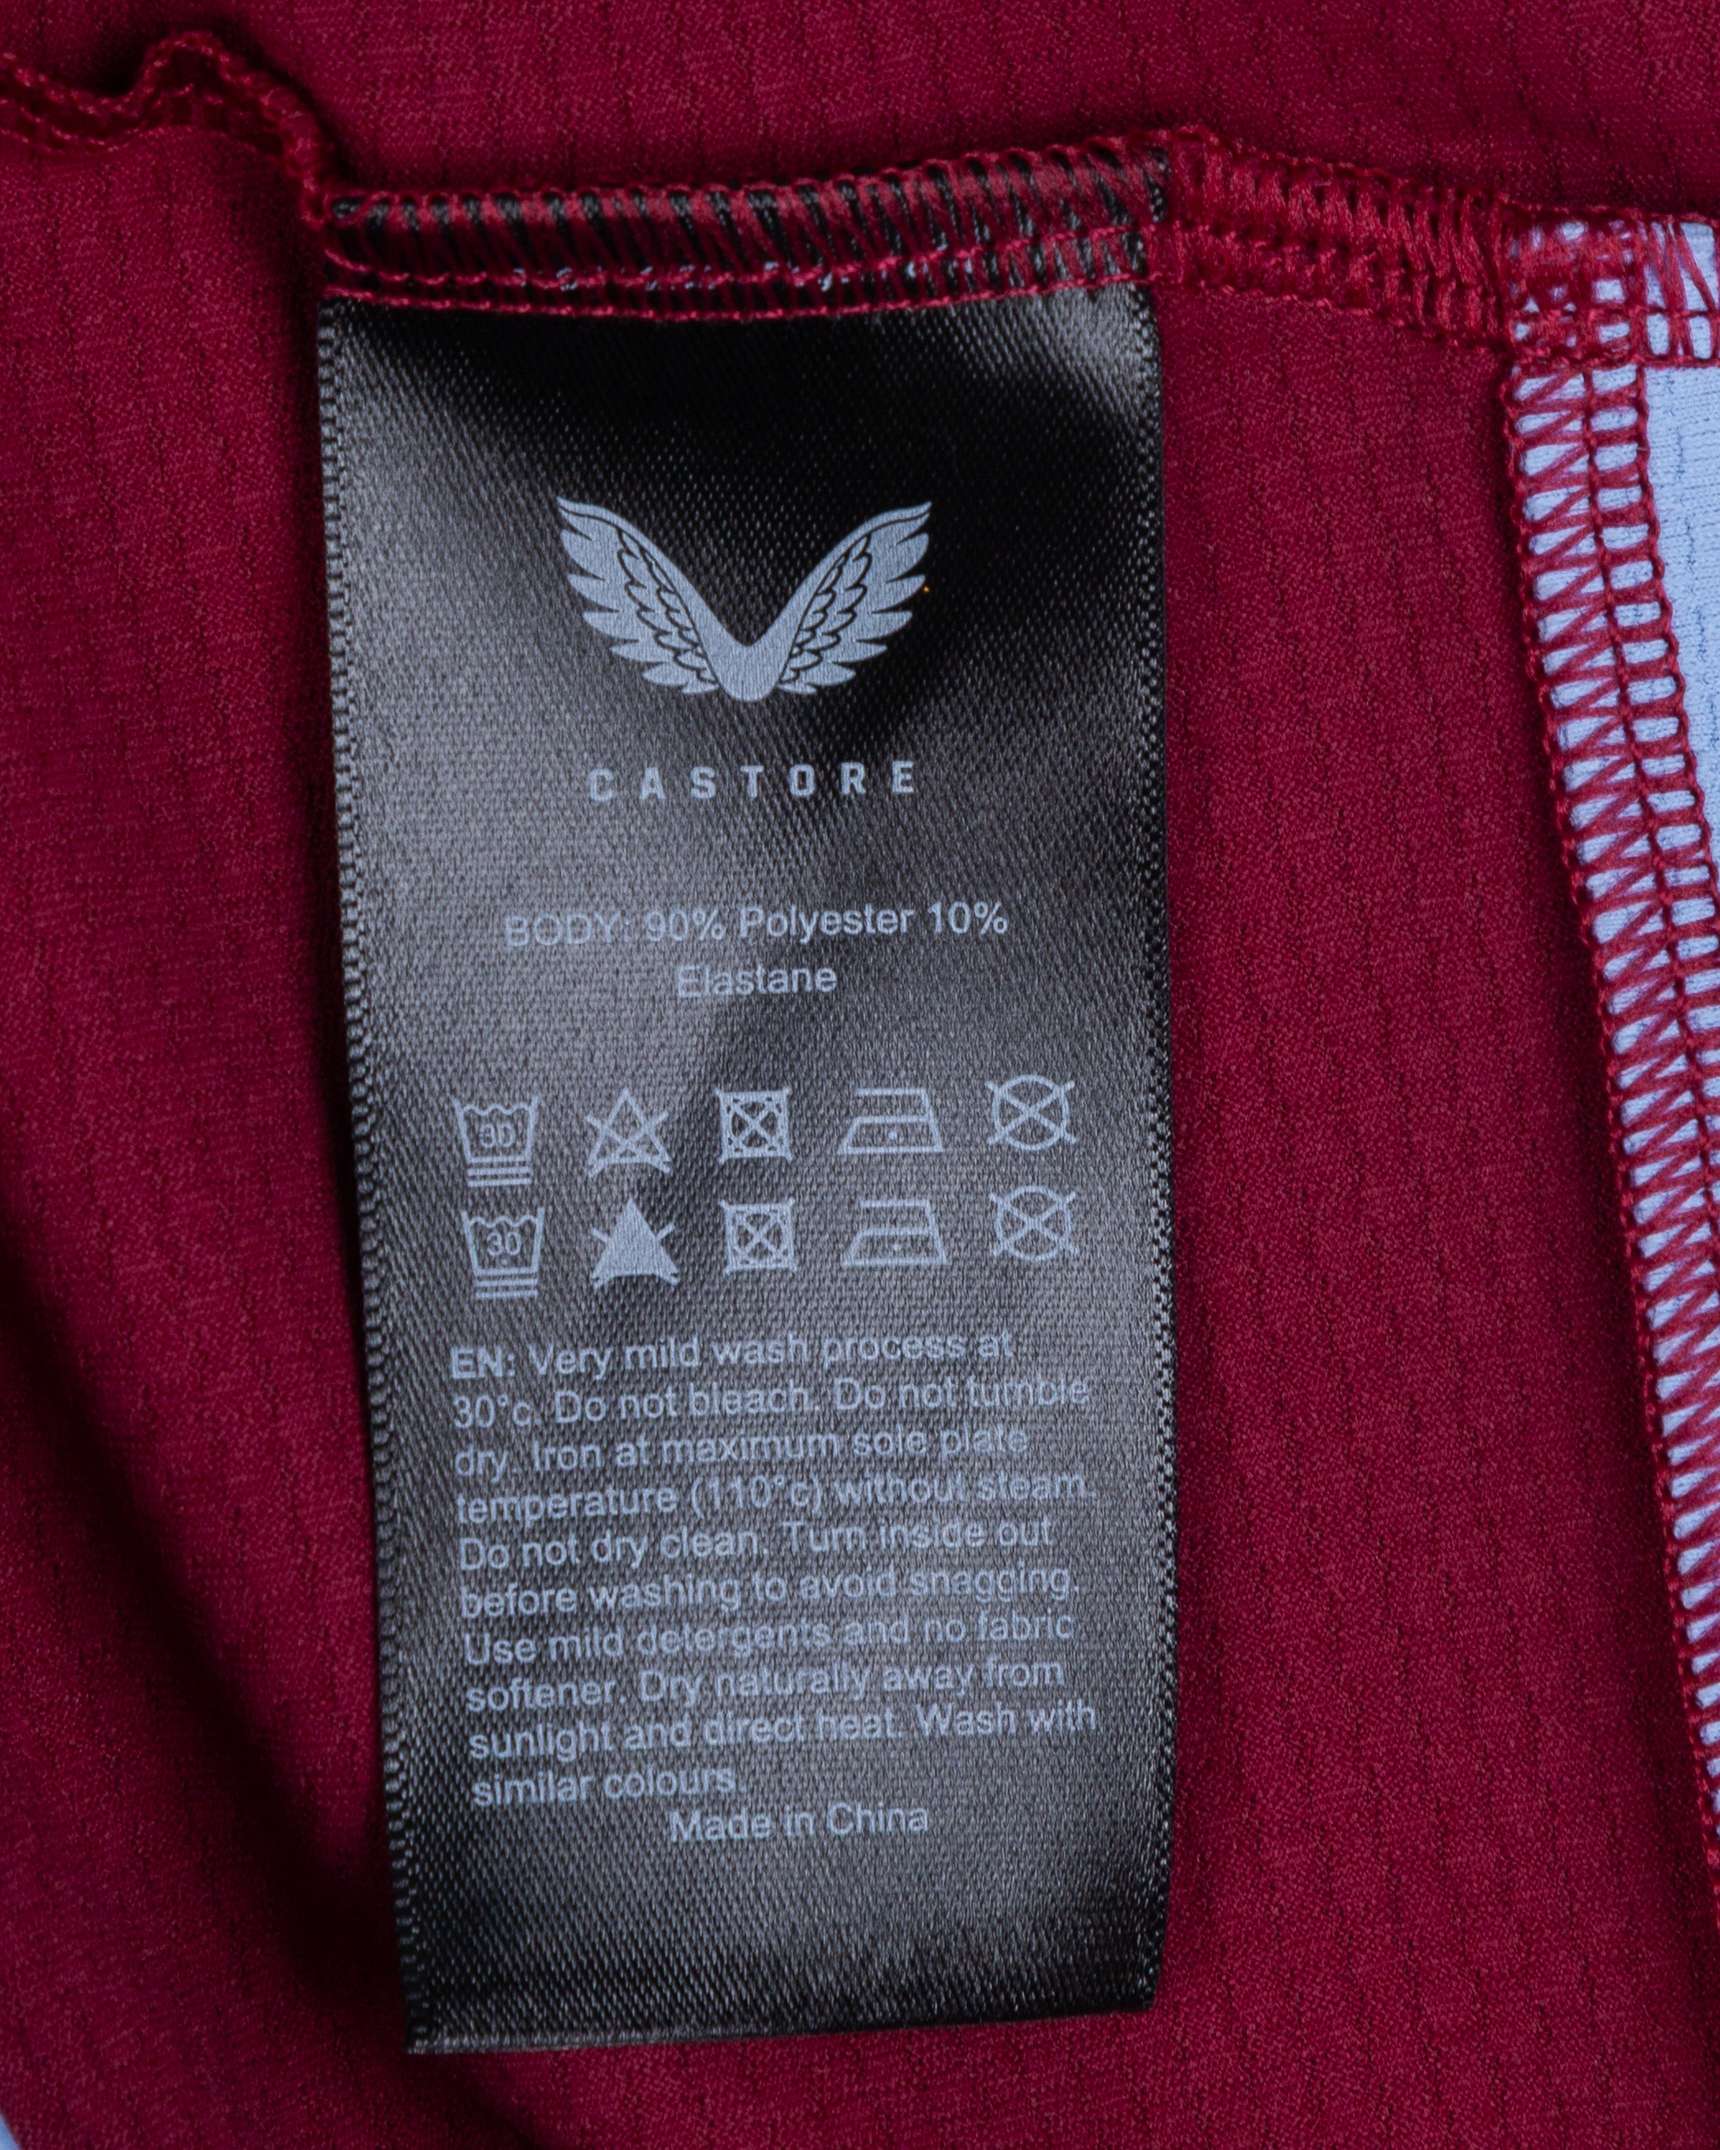 CASTORE
BODY: 90% Polyester 10%
Elastane
30
30
EN: Very mild wash process at
30°c. Do not bleach. Do not tumble
dry. Iron at maximum sole plate
temperature (110°c) without steam.
Do not dry clean. Turn inside out
before washing to avoid snagging.
Use mild detergents and no fabric
softener. Dry naturally away from
sunlight and direct heat. Wash with
similar colours.
Made in China